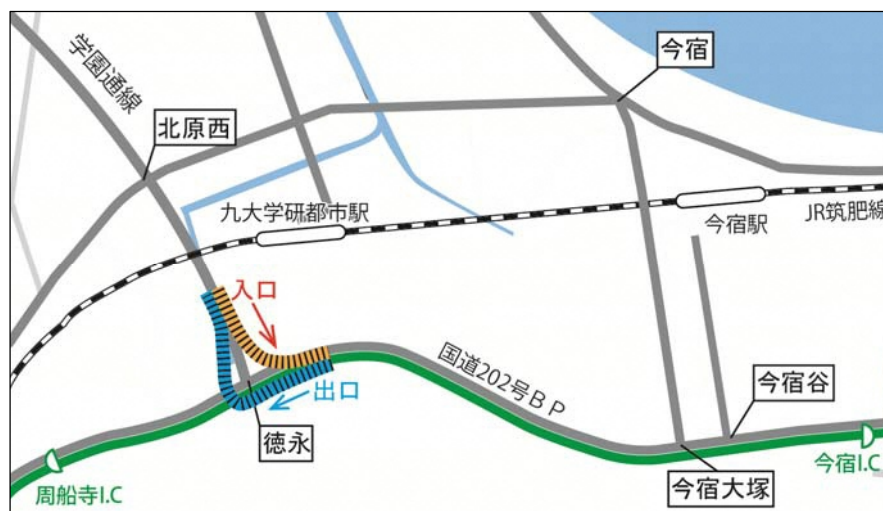 学園通線
今宿
北原西
九大学研都市駅
今宿駅
JR筑肥線
入口
国道202号BP
出口
今宿谷
徳永
周船寺I.C
今宿大塚
今宿I.C